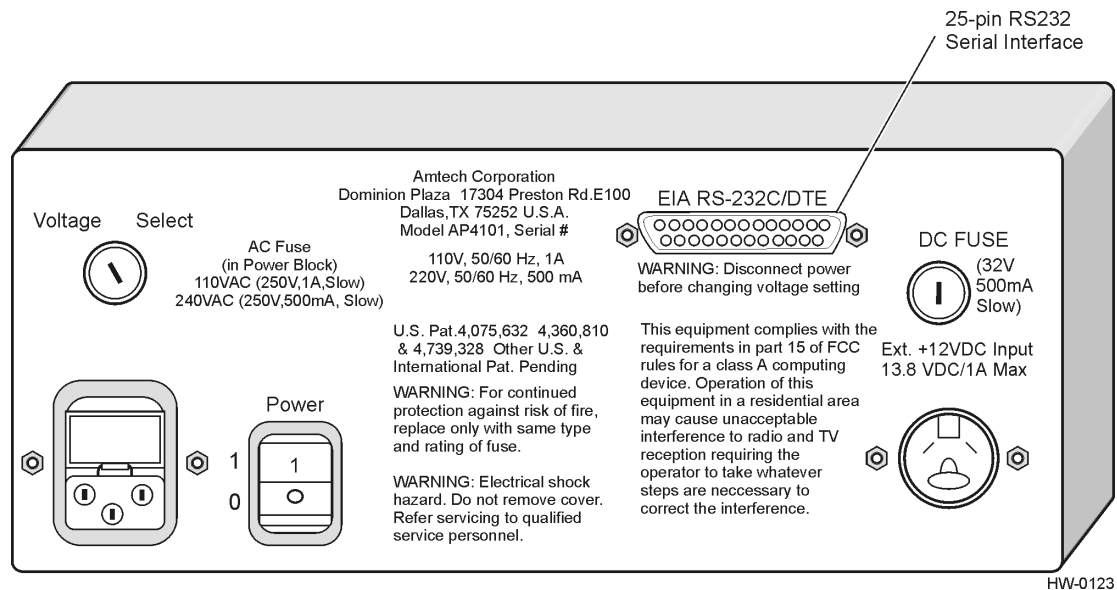 25-pin RS232
Serial Interface
Amtech Corporation
Dominion Plaza 17304 Preston Rd.E100
Dallas,TX 75252 U.S.A.
Model AP4101, Serial #
110V, 50/60 Hz, 1A
220V, 50/60 Hz, 500 mA
Voltage Select
AC Fuse
(in Power Block)
110VAC (250V,1A,Slow)
240VAC (250V,500mA, Slow)
EIA RS-232C/DTE
WARNING: Disconnect power
before changing voltage setting
DC FUSE
(32V
500mA
Slow)
U.S. Pat.4,075,632 4,360,810
& 4,739,328 Other U.S. &
International Pat. Pending
WARNING: For continued
protection against risk of fire,
replace only with same type
and rating of fuse.
WARNING: Electrical shock
hazard. Do not remove cover.
Refer servicing to qualified
service personnel.
This equipment complies with the
requirements in part 15 of FCC
rules for a class A computing
device. Operation of this
equipment in a residential area
may cause unacceptable
interference to radio and TV
reception requiring the
operator to take whatever
steps are neccessary to
correct the interference.
Ext. +12VDC Input
13.8 VDC/1A Max
Power
1
1
0
HW-0123